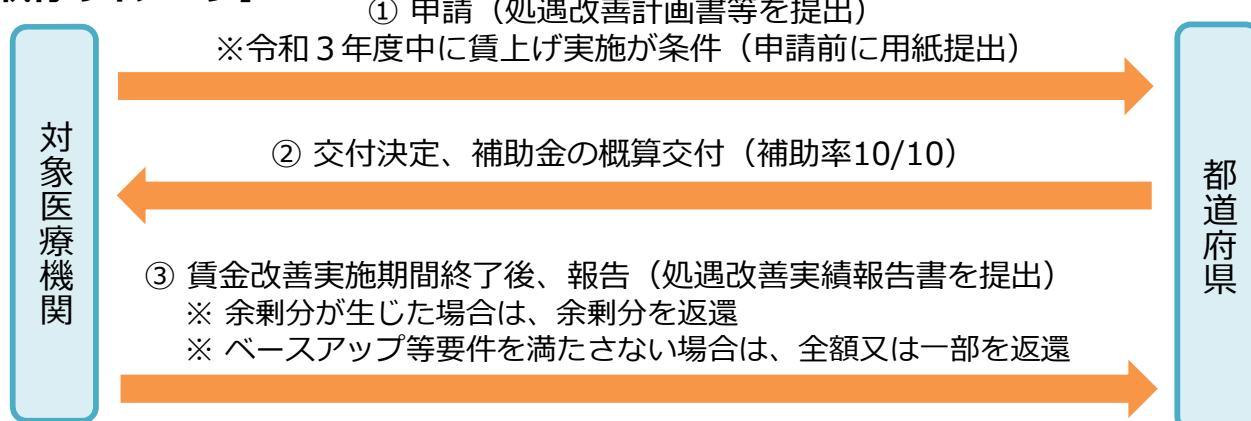 ① 申請（処遇改善計画書等を提出）
※令和３年度中に賃上げ実施が条件（申請前に用紙提出）
対象医療機関
② 交付決定、補助金の概算交付（補助率10/10）
都道府県
③ 賃金改善実施期間終了後、報告（処遇改善実績報告書を提出）
※ 余剰分が生じた場合は、余剰分を返還
※ ベースアップ等要件を満たさない場合は、全額又は一部を返還